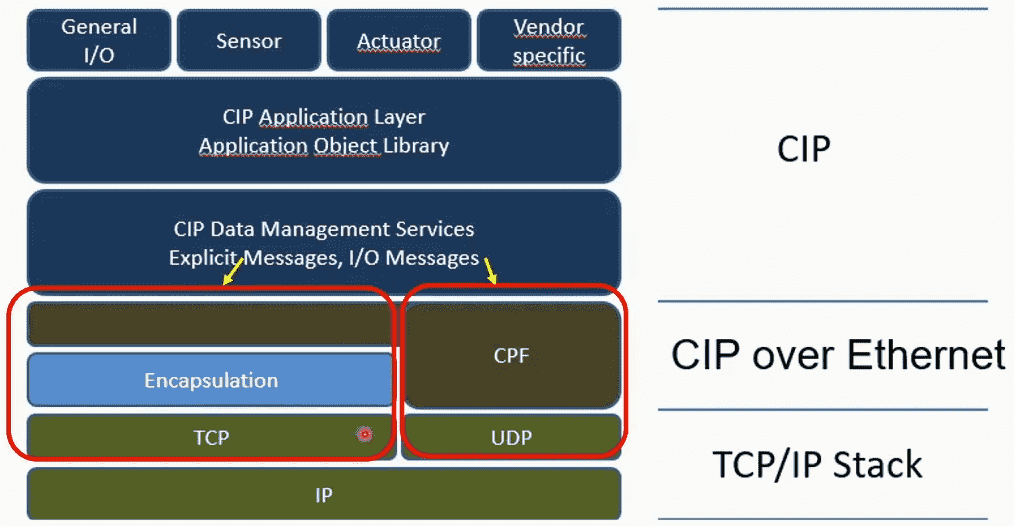 General
I/O
Sensor
Actuator
Vendor
specific
CIP Application Layer
Application Object Library
CIP
CIP Data Management Services
Explicit Messages, I/O Messages
CPF
CIP over Ethernet
Encapsulation
TCP
UDP
TCP/IP Stack
IP